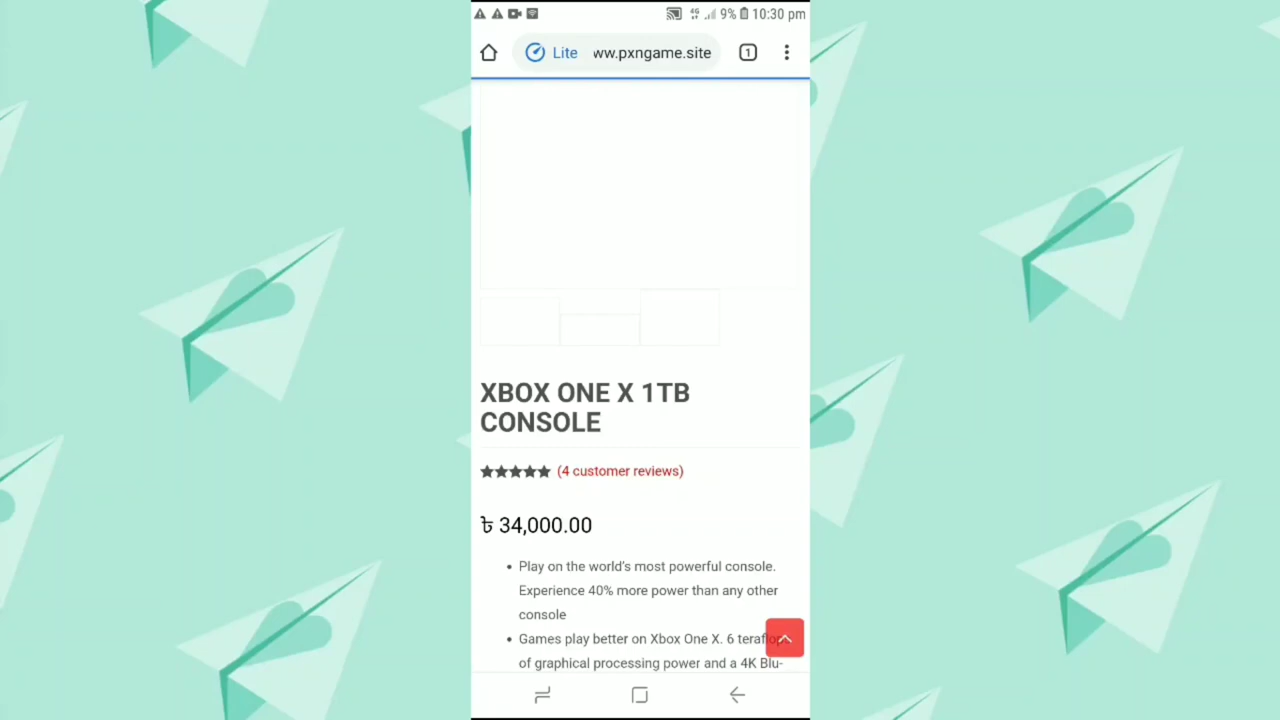 4G 9% 10:30 pm
Lite ww.pxngame.site 1
XBOX ONE X 1TB
CONSOLE
(4 customer reviews)
৳ 34,000.00
• Play on the world's most powerful console.
Experience 40% more power than any other
console
• Games play better on Xbox One X. 6 teraflops
of graphical processing power and a 4K Blu-